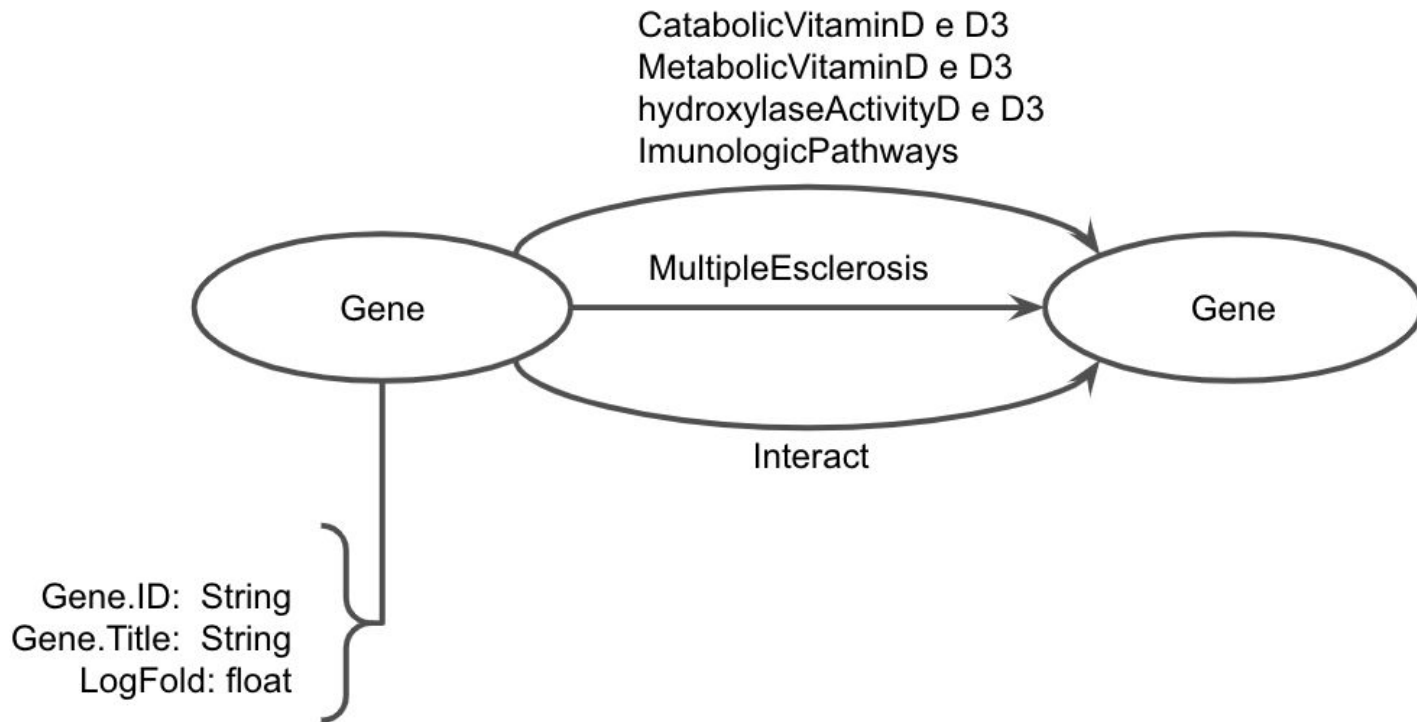 CatabolicVitaminD e D3
MetabolicVitaminD e D3
hydroxylaseActivityD e D3
ImunologicPathways
MultipleEsclerosis
Gene
Gene
Interact
Gene.ID: String
Gene.Title: String
LogFold: float